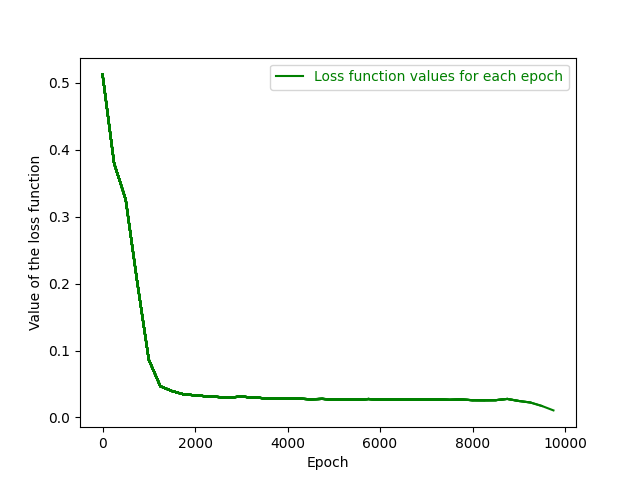 Loss function values for each epoch
Value of the loss function
0.5
0.4
0.3
0.2
0.1
0.0
0 2000 4000 6000 8000 10000
Epoch